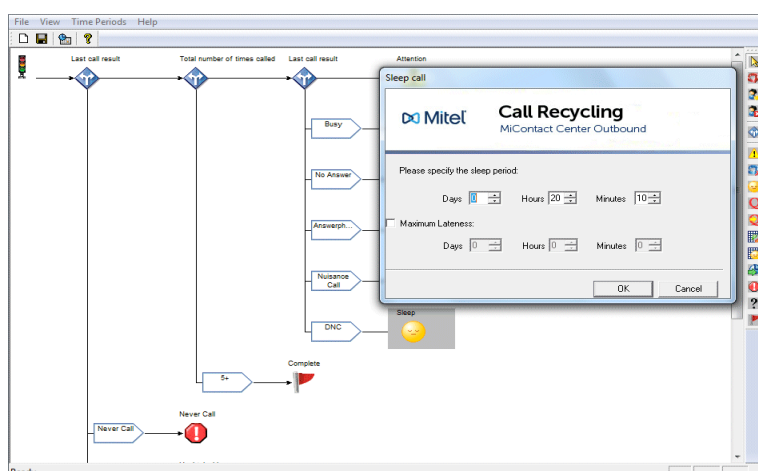 File View Time Periods Help
Last call result
Total number of times called
Last call result
Attention
Busy
No Answer
Answerph...
Nuisance
Call
DNC
Sleep
5+
Complete
Never Call
Never Call
Sleep call
Mitel
Call Recycling
MiContact Center Outbound
Please specify the sleep period:
Days 0 Hours 20 Minutes 10
Maximum Lateness:
Days 0 Hours 0 Minutes 0
OK Cancel